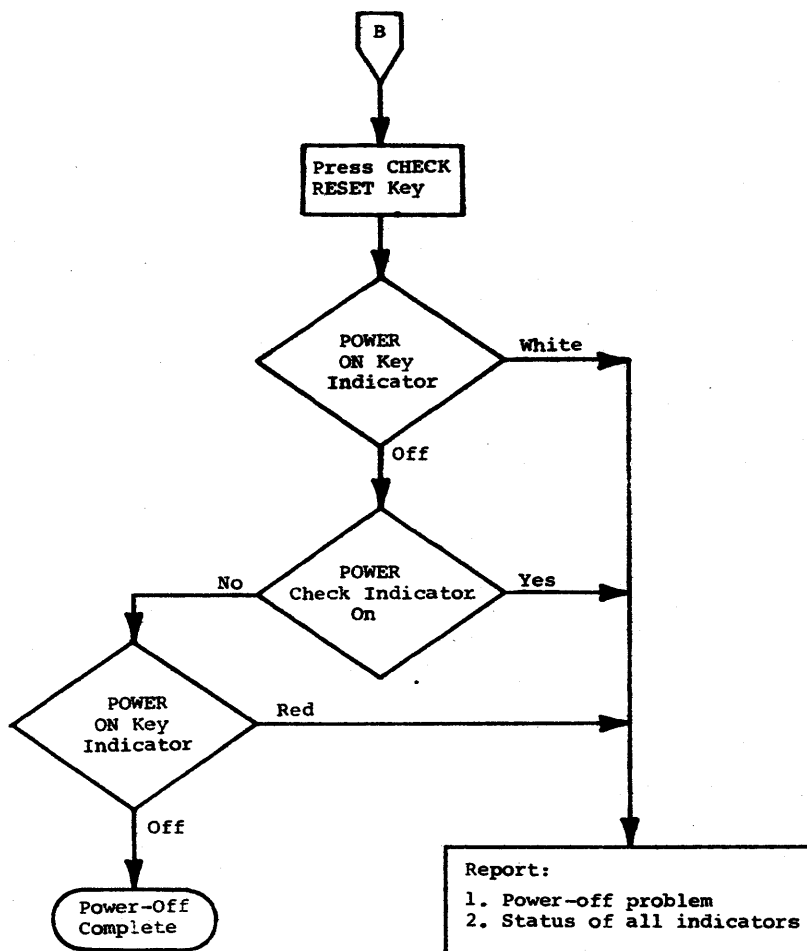 B
Press CHECK
RESET Key
POWER
ON Key
Indicator
White
Off
POWER
Check Indicator
On
No
Yes
POWER
ON Key
Indicator
Red
Off
Power-Off
Complete
Report:
1. Power-off problem
2. Status of all indicators